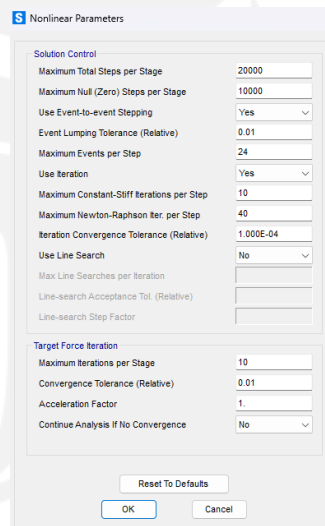 S Nonlinear Parameters
Solution Control
Maximum Total Steps per Stage 20000
Maximum Null (Zero) Steps per Stage 10000
Use Event-to-event Stepping Yes
Event Lumping Tolerance (Relative) 0.01
Maximum Events per Step 24
Use Iteration Yes
Maximum Constant-Stiff Iterations per Step 10
Maximum Newton-Raphson Iter. per Step 40
Iteration Convergence Tolerance (Relative) 1.000E-04
Use Line Search No
Max Line Searches per Iteration
Line-search Acceptance Tol. (Relative)
Line-search Step Factor
Target Force Iteration
Maximum Iterations per Stage 10
Convergence Tolerance (Relative) 0.01
Acceleration Factor 1.
Continue Analysis If No Convergence No
Reset To Defaults
OK Cancel